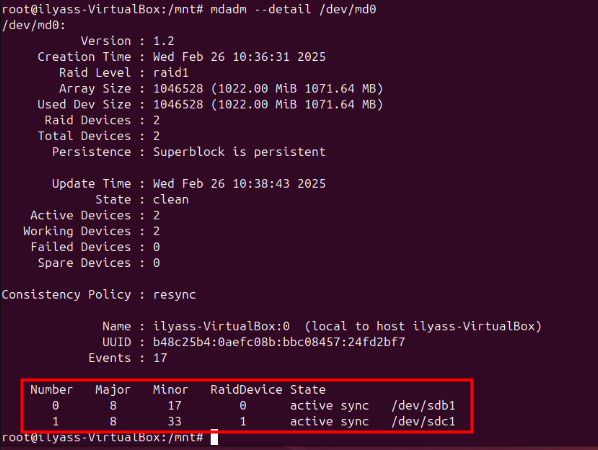 root@ilyass-VirtualBox:/mnt# mdadm --detail /dev/md0
/dev/md0:
Version : 1.2
Creation Time : Wed Feb 26 10:36:31 2025
Raid Level : raid1
Array Size : 1046528 (1022.00 MiB 1071.64 MB)
Used Dev Size : 1046528 (1022.00 MiB 1071.64 MB)
Raid Devices : 2
Total Devices : 2
Persistence : Superblock is persistent
Update Time : Wed Feb 26 10:38:43 2025
State : clean
Active Devices : 2
Working Devices : 2
Failed Devices : 0
Spare Devices : 0
Consistency Policy : resync
Name : ilyass-VirtualBox:0 (local to host ilyass-VirtualBox)
UUID : b48c25b4:0aefc08b:bbc08457:24fd2bf7
Events : 17
Number Major Minor RaidDevice State
0 8 17 0 active sync /dev/sdb1
1 8 33 1 active sync /dev/sdc1
root@ilyass-VirtualBox:/mnt#